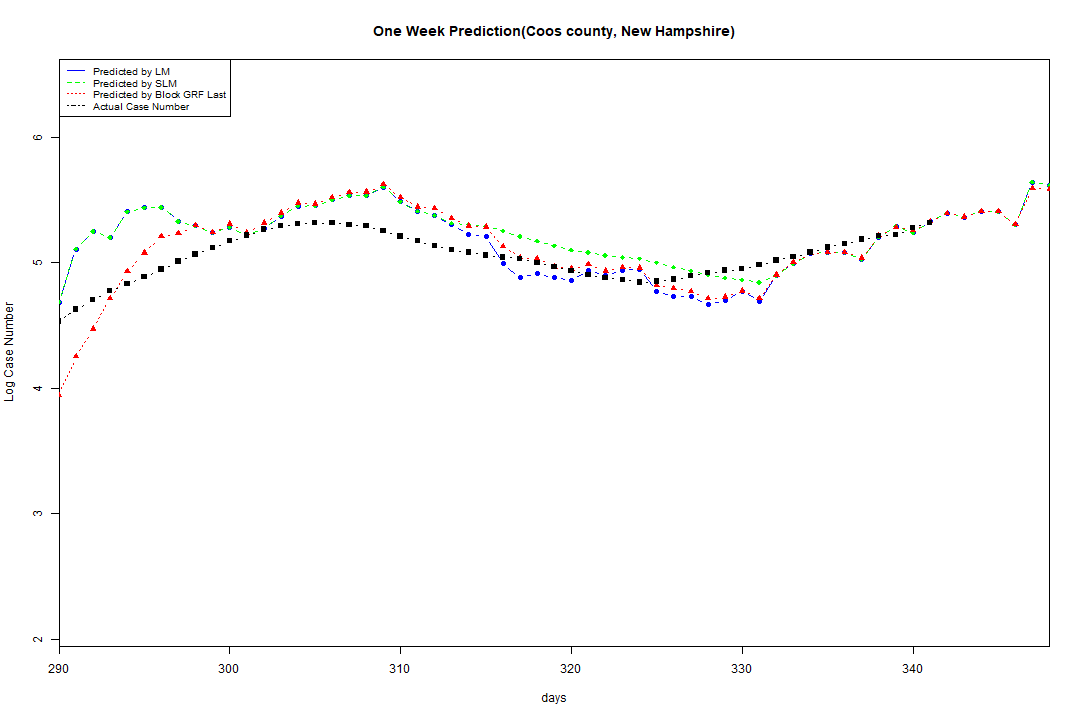 One Week Prediction(Coos county, New Hampshire)
Predicted by LM
Predicted by SLM
Predicted by Block GRF Last
Actual Case Number
6
5
4
3
2
Log Case Number
290 300 310 320 330 340
days